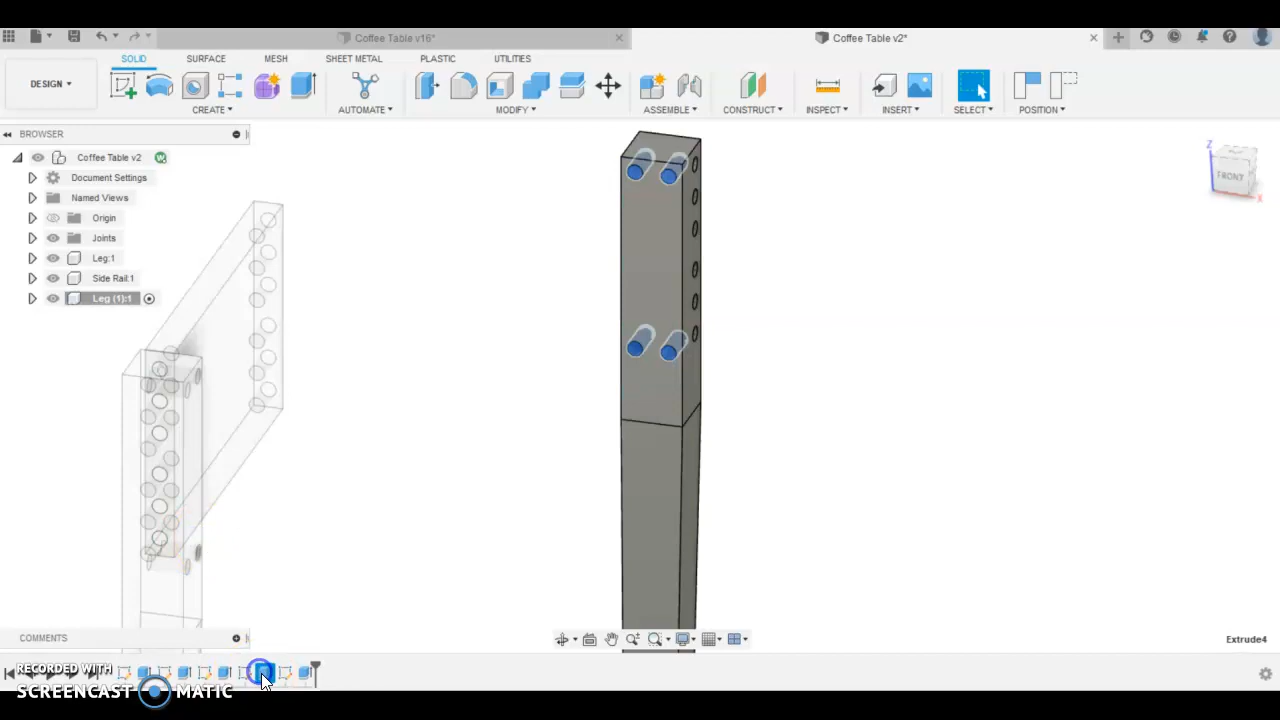 Coffee Table v16*
Coffee Table v2*
SOLID SURFACE MESH SHEET METAL PLASTIC UTILITIES
DESIGN
CREATE AUTOMATE MODIFY ASSEMBLE CONSTRUCT INSPECT INSERT SELECT POSITION
BROWSER
Coffee Table v2
Document Settings
Named Views
Origin
Joints
Leg:1
Side Rail:1
Leg (1):1
Z
FRONT
X
COMMENTS
Extrude4
RECORDED WITH
SCREENCAST MATIC